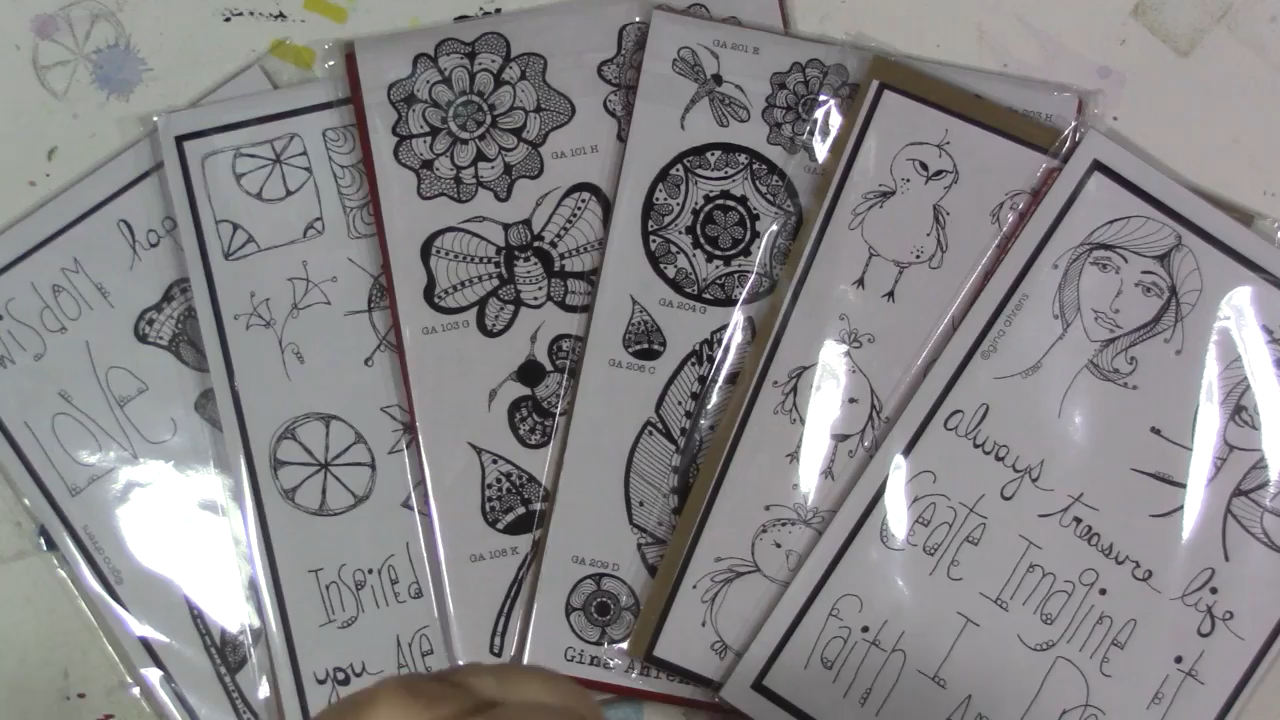 wisdom
LOVE
©gina ahrens
Inspired
you ARe
GA 101 H
GA 103 G
GA 108 K
GA 201 E
GA 204 G
GA 206 C
GA 209 D
Gina
©gina ahrens
always treasure life
Create Imagine it
faith I